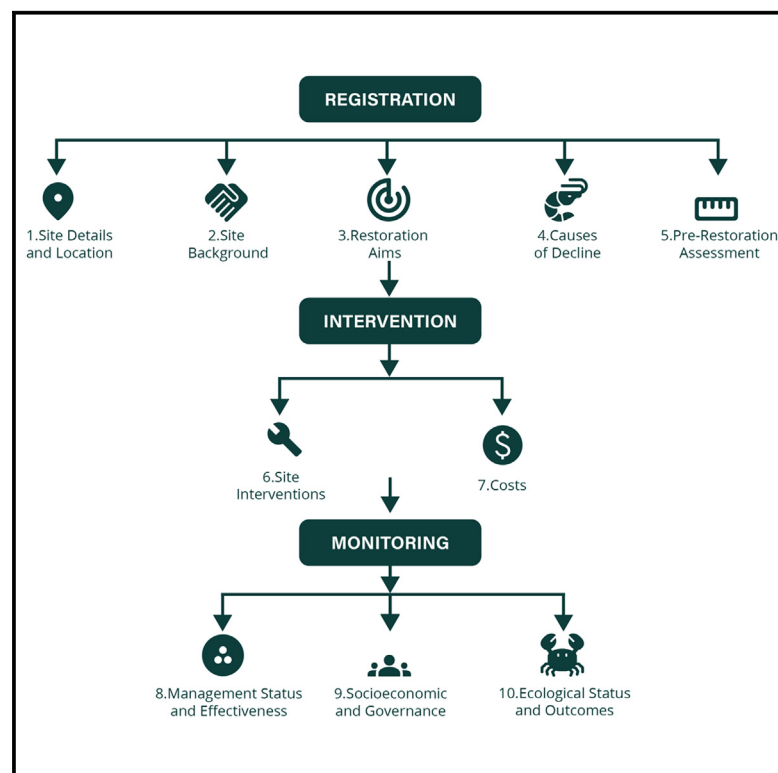 REGISTRATION
1.Site Details
and Location
2.Site
Background
3.Restoration
Aims
4.Causes
of Decline
5.Pre-Restoration
Assessment
INTERVENTION
6.Site
Interventions
$
7.Costs
MONITORING
8.Management Status
and Effectiveness
9.Socioeconomic
and Governance
10.Ecological Status
and Outcomes